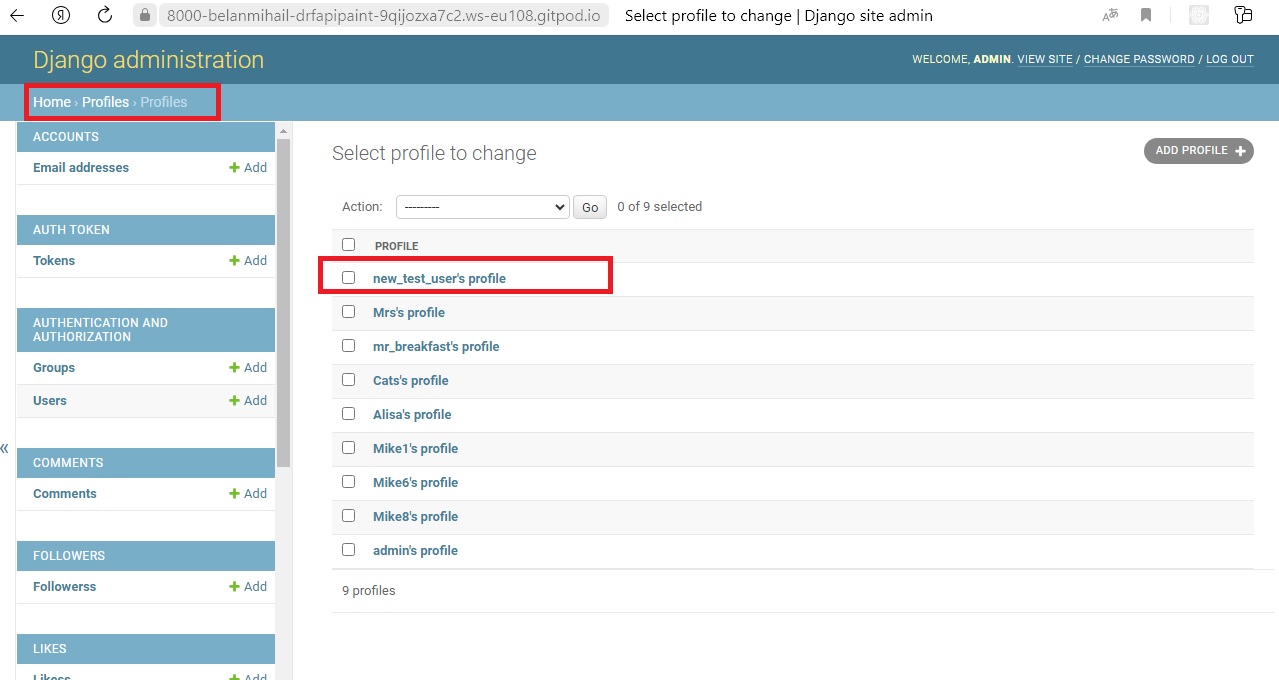 8000-belanmihail-drfapipaint-9qijozxa7c2.ws-eu108.gitpod.io Select profile to change | Django site admin
Django administration
WELCOME, ADMIN. VIEW SITE / CHANGE PASSWORD / LOG OUT
Home › Profiles › Profiles
ACCOUNTS
Email addresses + Add
AUTH TOKEN
Tokens + Add
AUTHENTICATION AND
AUTHORIZATION
Groups + Add
Users + Add
COMMENTS
Comments + Add
FOLLOWERS
Followerss + Add
LIKES
Likess + Add
«
Select profile to change
ADD PROFILE +
Action: --------- Go 0 of 9 selected
PROFILE
new_test_user's profile
Mrs's profile
mr_breakfast's profile
Cats's profile
Alisa's profile
Mike1's profile
Mike6's profile
Mike8's profile
admin's profile
9 profiles